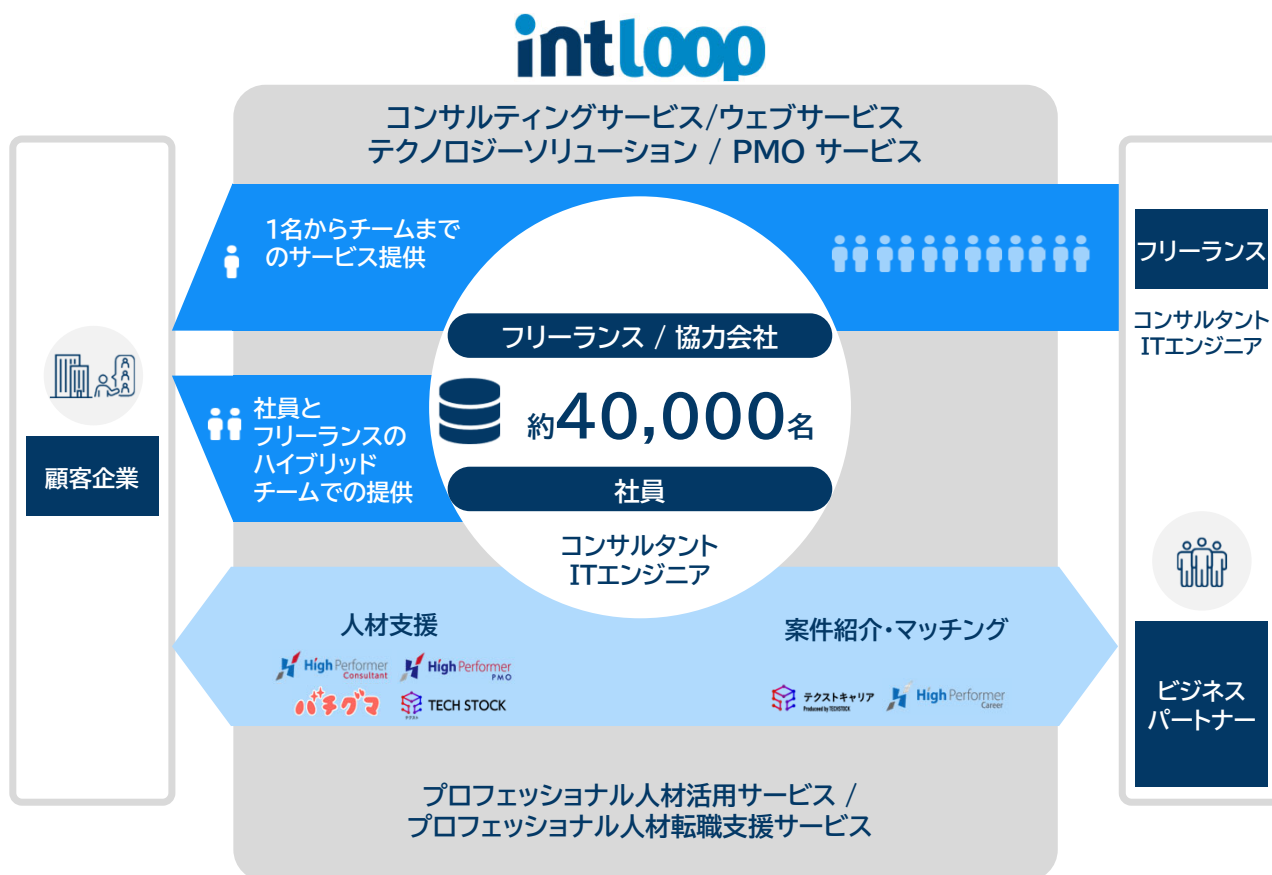 intloop
コンサルティングサービス/ウェブサービス
テクノロジーソリューション / PMO サービス
1名からチームまで
のサービス提供
フリーランス
コンサルタント
ITエンジニア
フリーランス / 協力会社
約40,000名
社員と
フリーランスの
ハイブリッド
チームでの提供
顧客企業
社員
コンサルタント
ITエンジニア
人材支援
High Performer
Consultant
High Performer
PMO
バチグマ
テクスト
TECH STOCK
案件紹介・マッチング
テクストキャリア
Produced by TECHSTOCK
High Performer
Career
ビジネス
パートナー
プロフェッショナル人材活用サービス /
プロフェッショナル人材転職支援サービス